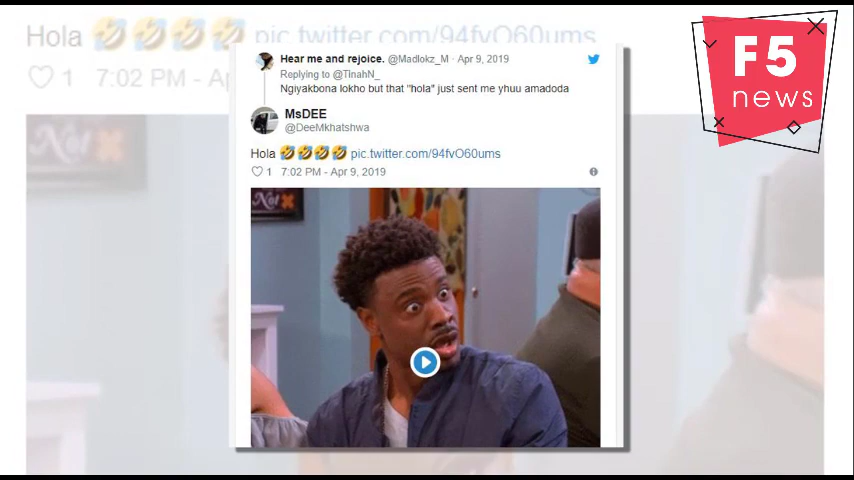 Hola 🤣🤣🤣🤣 pic.twitter.com/94fvO60ums
1 7:02 PM - Ap
Hear me and rejoice. @Madlokz_M · Apr 9, 2019
Replying to @TinahN_
Ngiyakbona lokho but that "hola" just sent me yhuu amadoda
MsDEE
@DeeMkhatshwa
Hola 🤣🤣🤣🤣 pic.twitter.com/94fvO60ums
1 7:02 PM - Apr 9, 2019
Not
Not
F5
news